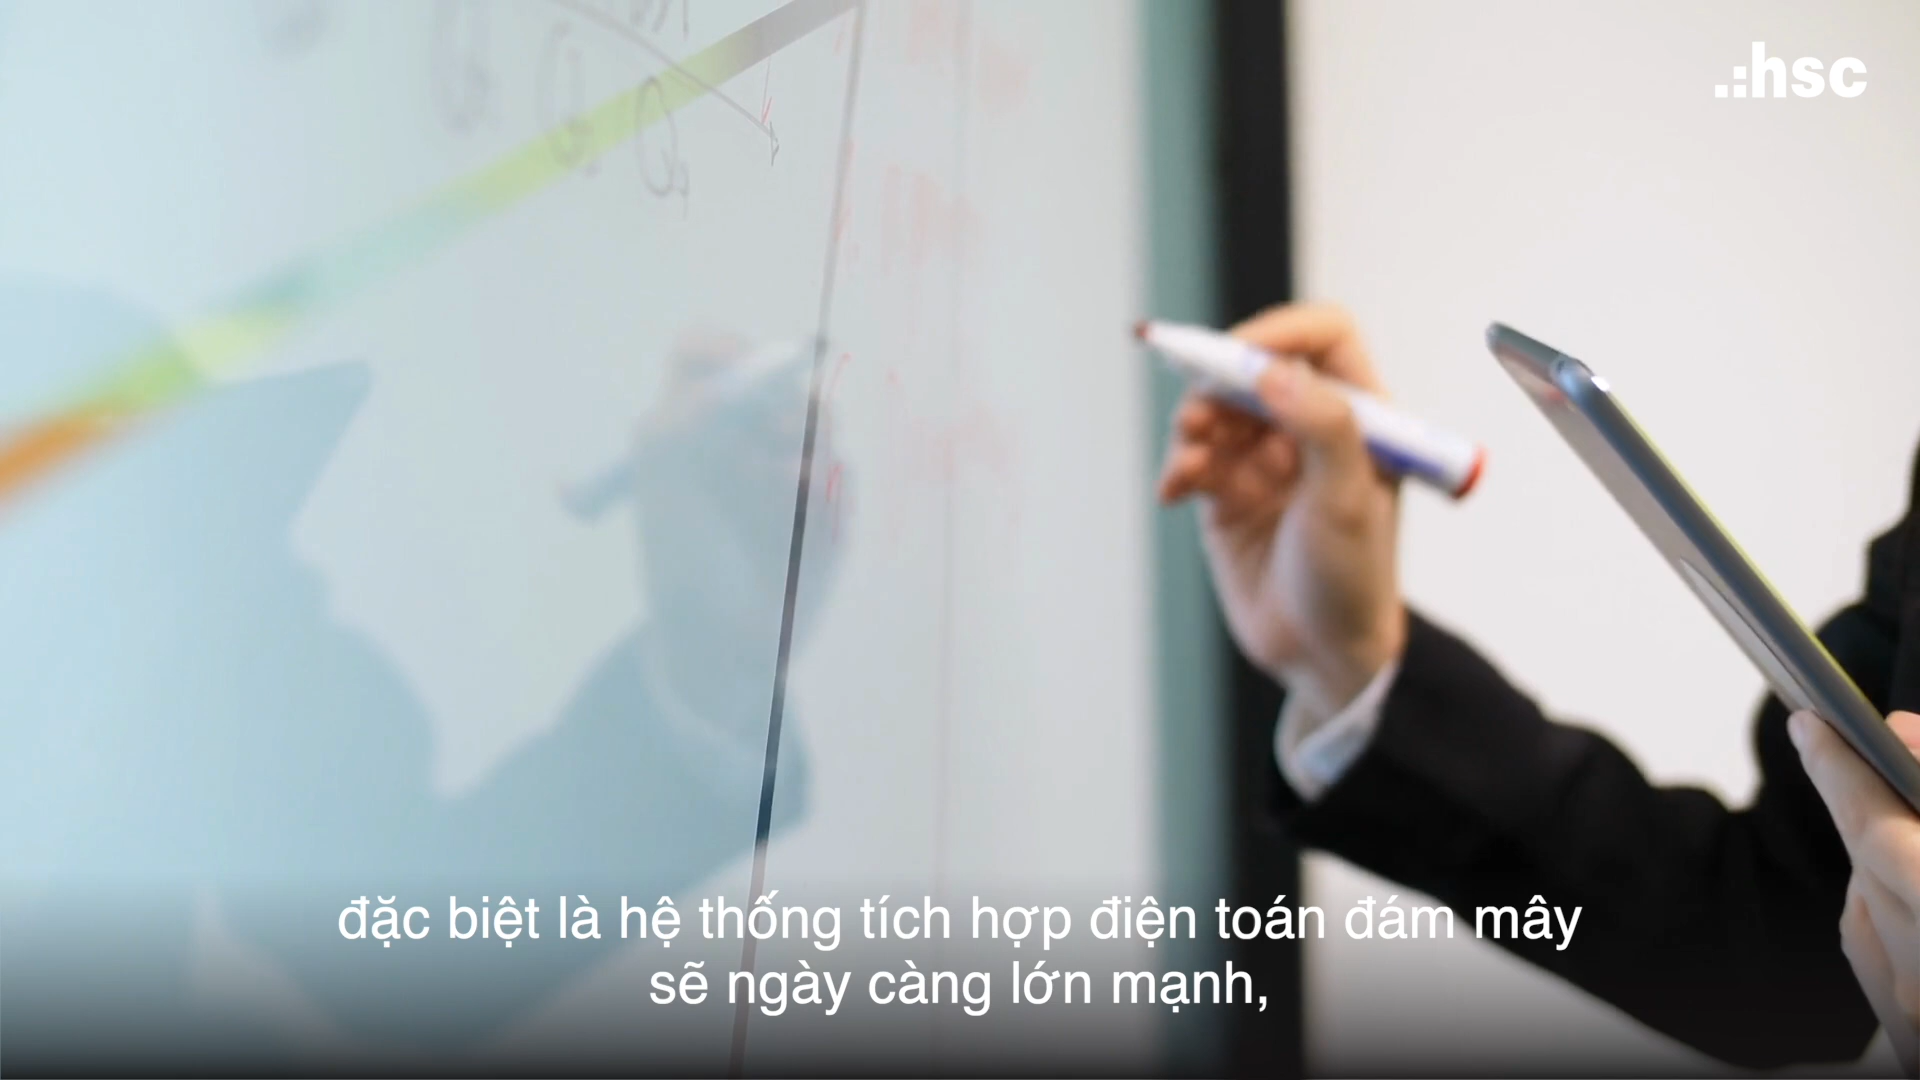 .:hsc
đặc biệt là hệ thống tích hợp điện toán đám mây
sẽ ngày càng lớn mạnh,